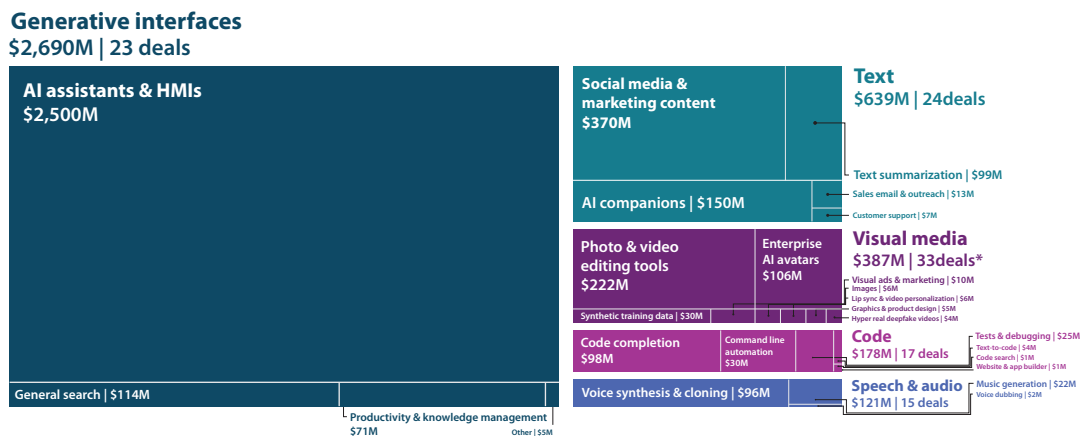 Generative interfaces
$2,690M | 23 deals
AI assistants & HMIs
$2,500M
General search | $114M
Productivity & knowledge management
$71M
Other | $5M
Social media &
marketing content
$370M
AI companions | $150M
Text
$639M | 24deals
Text summarization | $99M
Sales email & outreach | $13M
Customer support | $7M
Photo & video
editing tools
$222M
Enterprise
AI avatars
$106M
Synthetic training data | $30M
Visual media
$387M | 33deals*
Visual ads & marketing | $10M
Images | $6M
Lip sync & video personalization | $6M
Graphics & product design | $5M
Hyper real deepfake videos | $4M
Code completion
$98M
Command line
automation
$30M
Code
$178M | 17 deals
Tests & debugging | $25M
Text-to-code | $4M
Code search | $1M
Website & app builder | $1M
Voice synthesis & cloning | $96M
Speech & audio
$121M | 15 deals
Music generation | $22M
Voice dubbing | $2M